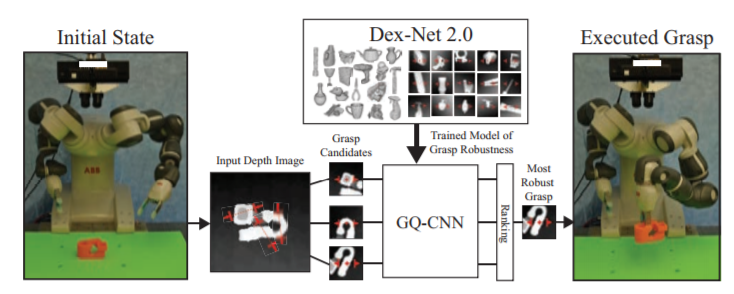 Initial State
Dex-Net 2.0
Executed Grasp
Trained Model of
Grasp Robustness
Grasp
Candidates
Input Depth Image
Most
Robust
Grasp
ABB
GQ-CNN
Ranking